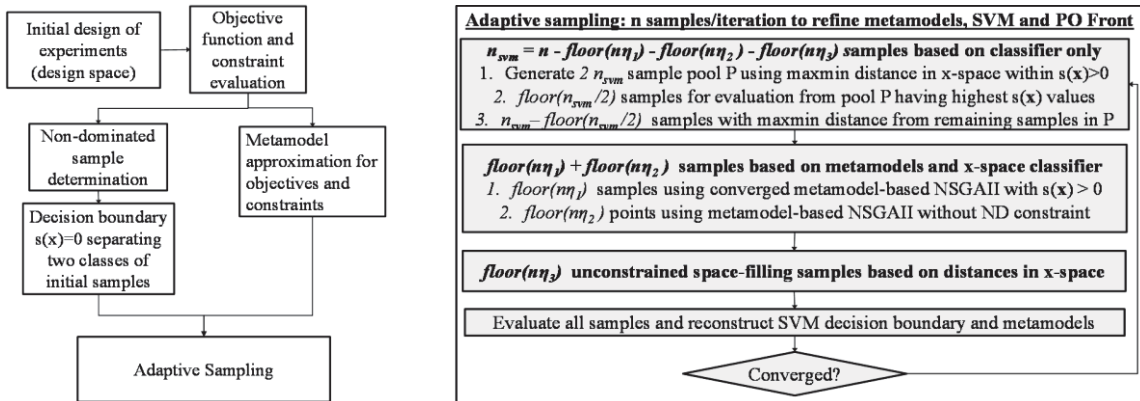 Initial design of
experiments
(design space)
Objective
function and
constraint
evaluation
Non-dominated
sample
determination
Metamodel
approximation for
objectives and
constraints
Decision boundary
s(x)=0 separating
two classes of
initial samples
Adaptive Sampling
Adaptive sampling: n samples/iteration to refine metamodels, SVM and PO Front
n_svm = n - floor(nη₁) - floor(nη₂) - floor(nη₃) samples based on classifier only
1. Generate 2 n_svm sample pool P using maxmin distance in x-space within s(x)>0
2. floor(n_svm/2) samples for evaluation from pool P having highest s(x) values
3. n_svm– floor(n_svm/2) samples with maxmin distance from remaining samples in P
floor(nη₁) + floor(nη₂) samples based on metamodels and x-space classifier
1. floor(nη₁) samples using converged metamodel-based NSGAII with s(x) > 0
2. floor(nη₂) points using metamodel-based NSGAII without ND constraint
floor(nη₃) unconstrained space-filling samples based on distances in x-space
Evaluate all samples and reconstruct SVM decision boundary and metamodels
Converged?